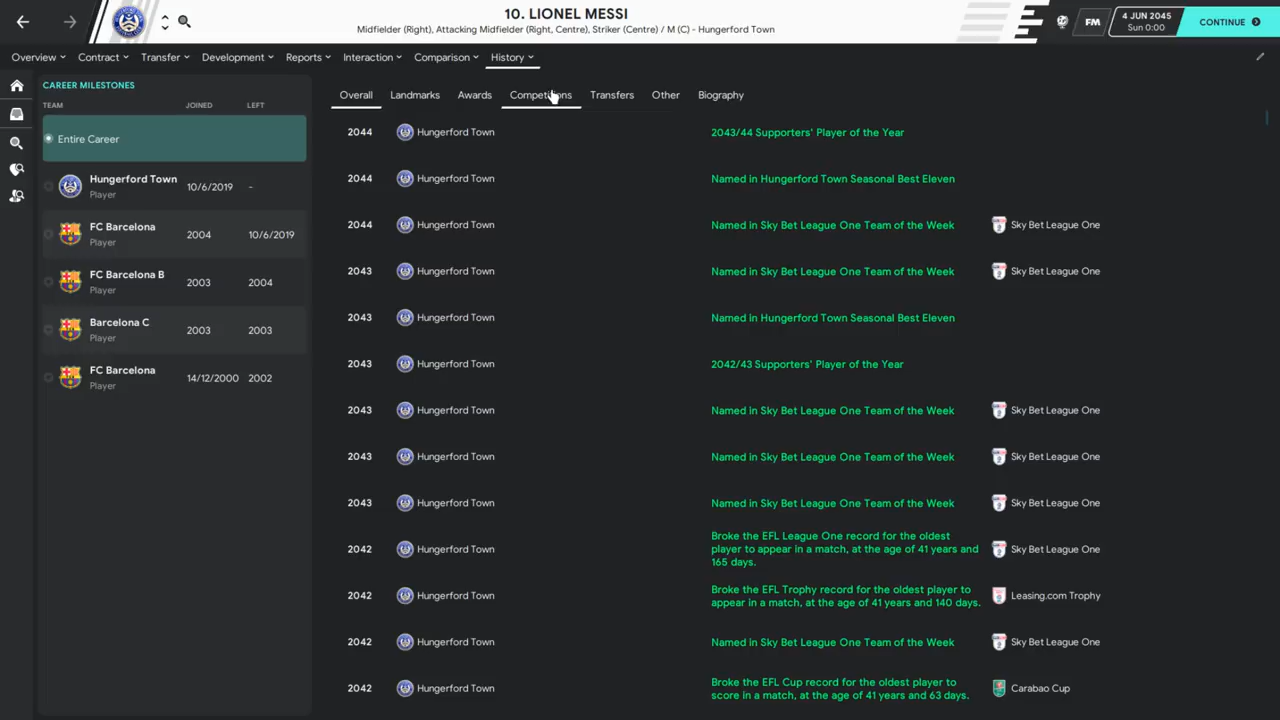 10. LIONEL MESSI
Midfielder (Right), Attacking Midfielder (Right, Centre), Striker (Centre) / M (C) - Hungerford Town
FM
4 JUN 2045
Sun 0:00
CONTINUE
Overview
Contract
Transfer
Development
Reports
Interaction
Comparison
History
CAREER MILESTONES
TEAM JOINED LEFT
Entire Career
Hungerford Town
Player
10/6/2019 -
FC Barcelona
Player
2004 10/6/2019
FC Barcelona B
Player
2003 2004
Barcelona C
Player
2003 2003
FC Barcelona
Player
14/12/2000 2002
Overall Landmarks Awards Competitions Transfers Other Biography
2044 Hungerford Town 2043/44 Supporters' Player of the Year
2044 Hungerford Town Named in Hungerford Town Seasonal Best Eleven
2044 Hungerford Town Named in Sky Bet League One Team of the Week Sky Bet League One
2043 Hungerford Town Named in Sky Bet League One Team of the Week Sky Bet League One
2043 Hungerford Town Named in Hungerford Town Seasonal Best Eleven
2043 Hungerford Town 2042/43 Supporters' Player of the Year
2043 Hungerford Town Named in Sky Bet League One Team of the Week Sky Bet League One
2043 Hungerford Town Named in Sky Bet League One Team of the Week Sky Bet League One
2043 Hungerford Town Named in Sky Bet League One Team of the Week Sky Bet League One
2042 Hungerford Town Broke the EFL League One record for the oldest
player to appear in a match, at the age of 41 years and
165 days.
Sky Bet League One
2042 Hungerford Town Broke the EFL Trophy record for the oldest player to
appear in a match, at the age of 41 years and 140 days.
Leasing.com Trophy
2042 Hungerford Town Named in Sky Bet League One Team of the Week Sky Bet League One
2042 Hungerford Town Broke the EFL Cup record for the oldest player to
score in a match, at the age of 41 years and 63 days.
Carabao Cup